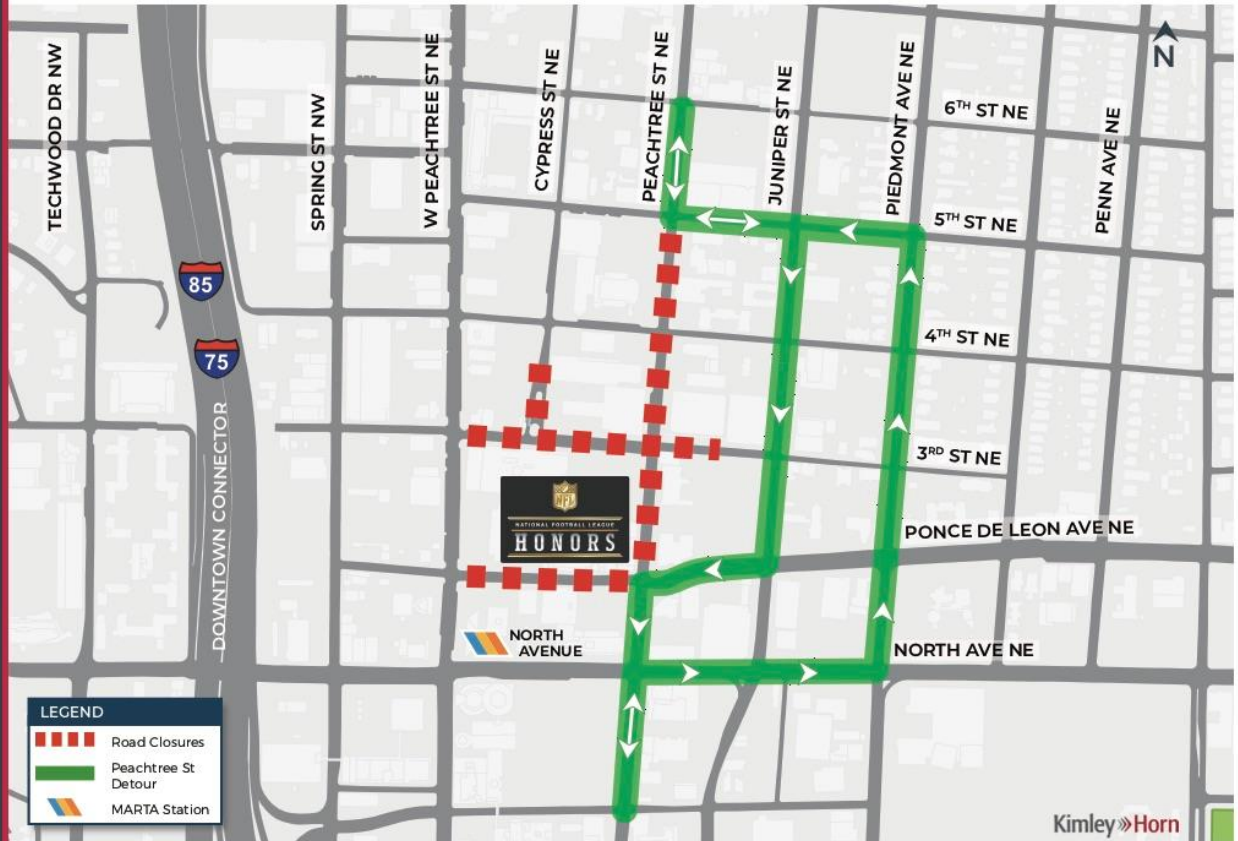 TECHWOOD DR NW
SPRING ST NW
W PEACHTREE ST NE
CYPRESS ST NE
PEACHTREE ST NE
JUNIPER ST NE
PIEDMONT AVE NE
PENN AVE NE
N
6TH ST NE
5TH ST NE
85
4TH ST NE
75
DOWNTOWN CONNECTOR
3RD ST NE
NFL
NATIONAL FOOTBALL LEAGUE
HONORS
PONCE DE LEON AVE NE
NORTH
AVENUE
NORTH AVE NE
LEGEND
Road Closures
Peachtree St
Detour
MARTA Station
Kimley»Horn